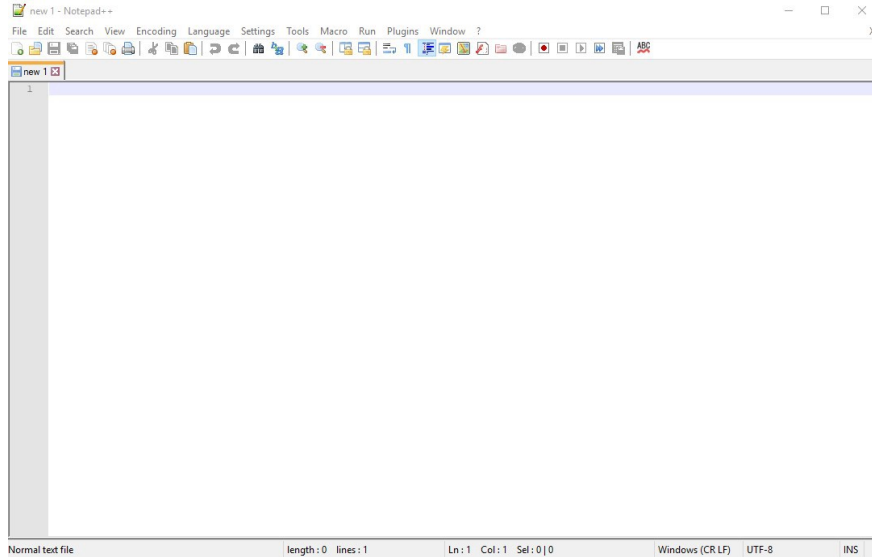 new 1 - Notepad++
File Edit Search View Encoding Language Settings Tools Macro Run Plugins Window ?
ABC
new 1
1
Normal text file length : 0 lines : 1 Ln : 1 Col : 1 Sel : 0 | 0 Windows (CR LF) UTF-8 INS